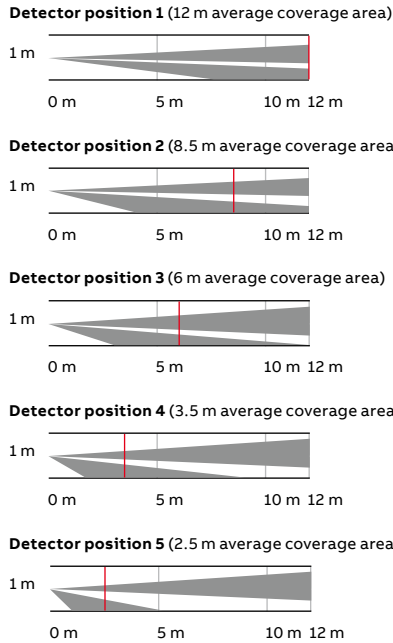 Detector position 1 (12 m average coverage area)
1 m
0 m 5 m 10 m 12 m
Detector position 2 (8.5 m average coverage area
1 m
0 m 5 m 10 m 12 m
Detector position 3 (6 m average coverage area)
1 m
0 m 5 m 10 m 12 m
Detector position 4 (3.5 m average coverage area
1 m
0 m 5 m 10 m 12 m
Detector position 5 (2.5 m average coverage area
1 m
0 m 5 m 10 m 12 m